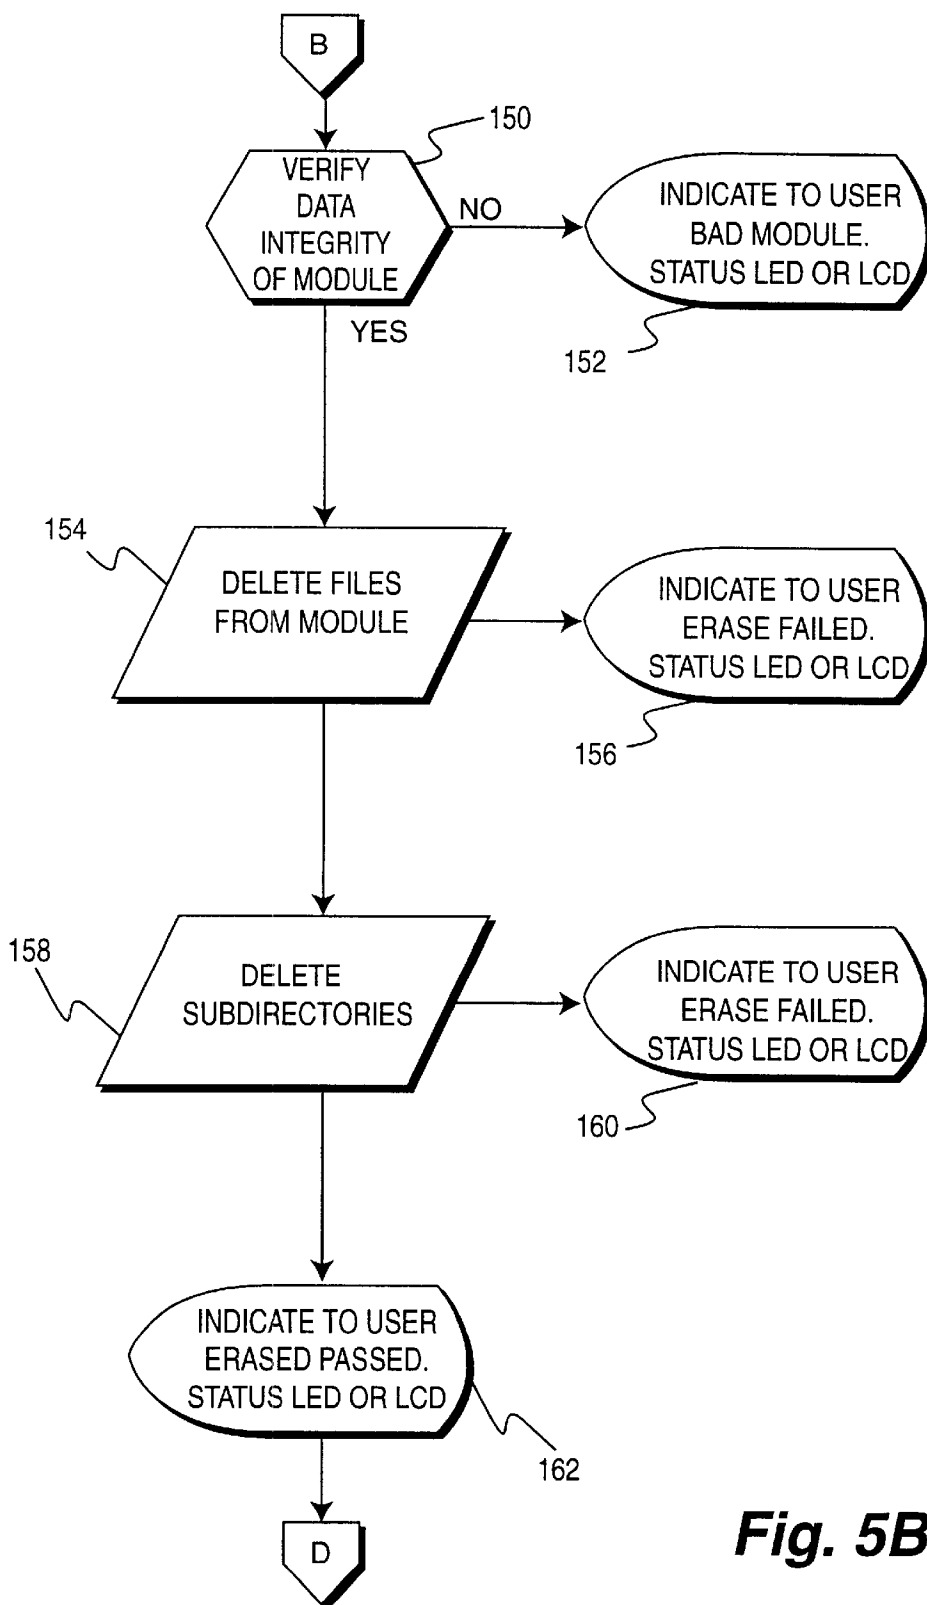 B
150
VERIFY
DATA
INTEGRITY
OF MODULE
NO
INDICATE TO USER
BAD MODULE.
STATUS LED OR LCD
YES
152
154
DELETE FILES
FROM MODULE
INDICATE TO USER
ERASE FAILED.
STATUS LED OR LCD
156
158
DELETE
SUBDIRECTORIES
INDICATE TO USER
ERASE FAILED.
STATUS LED OR LCD
160
INDICATE TO USER
ERASED PASSED.
STATUS LED OR LCD
162
D
Fig. 5B